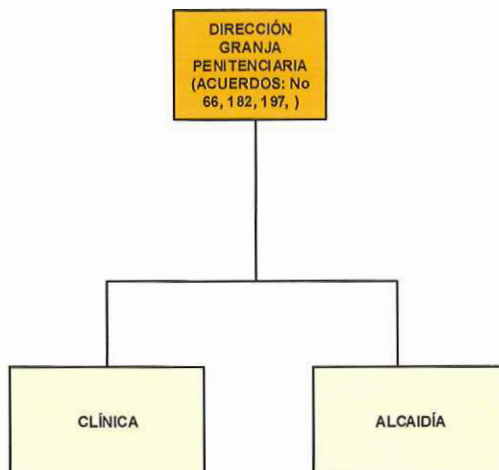 DIRECCIÓN
GRANJA
PENITENCIARIA
(ACUERDOS: No
66, 182, 197, )
CLÍNICA
ALCAIDÍA